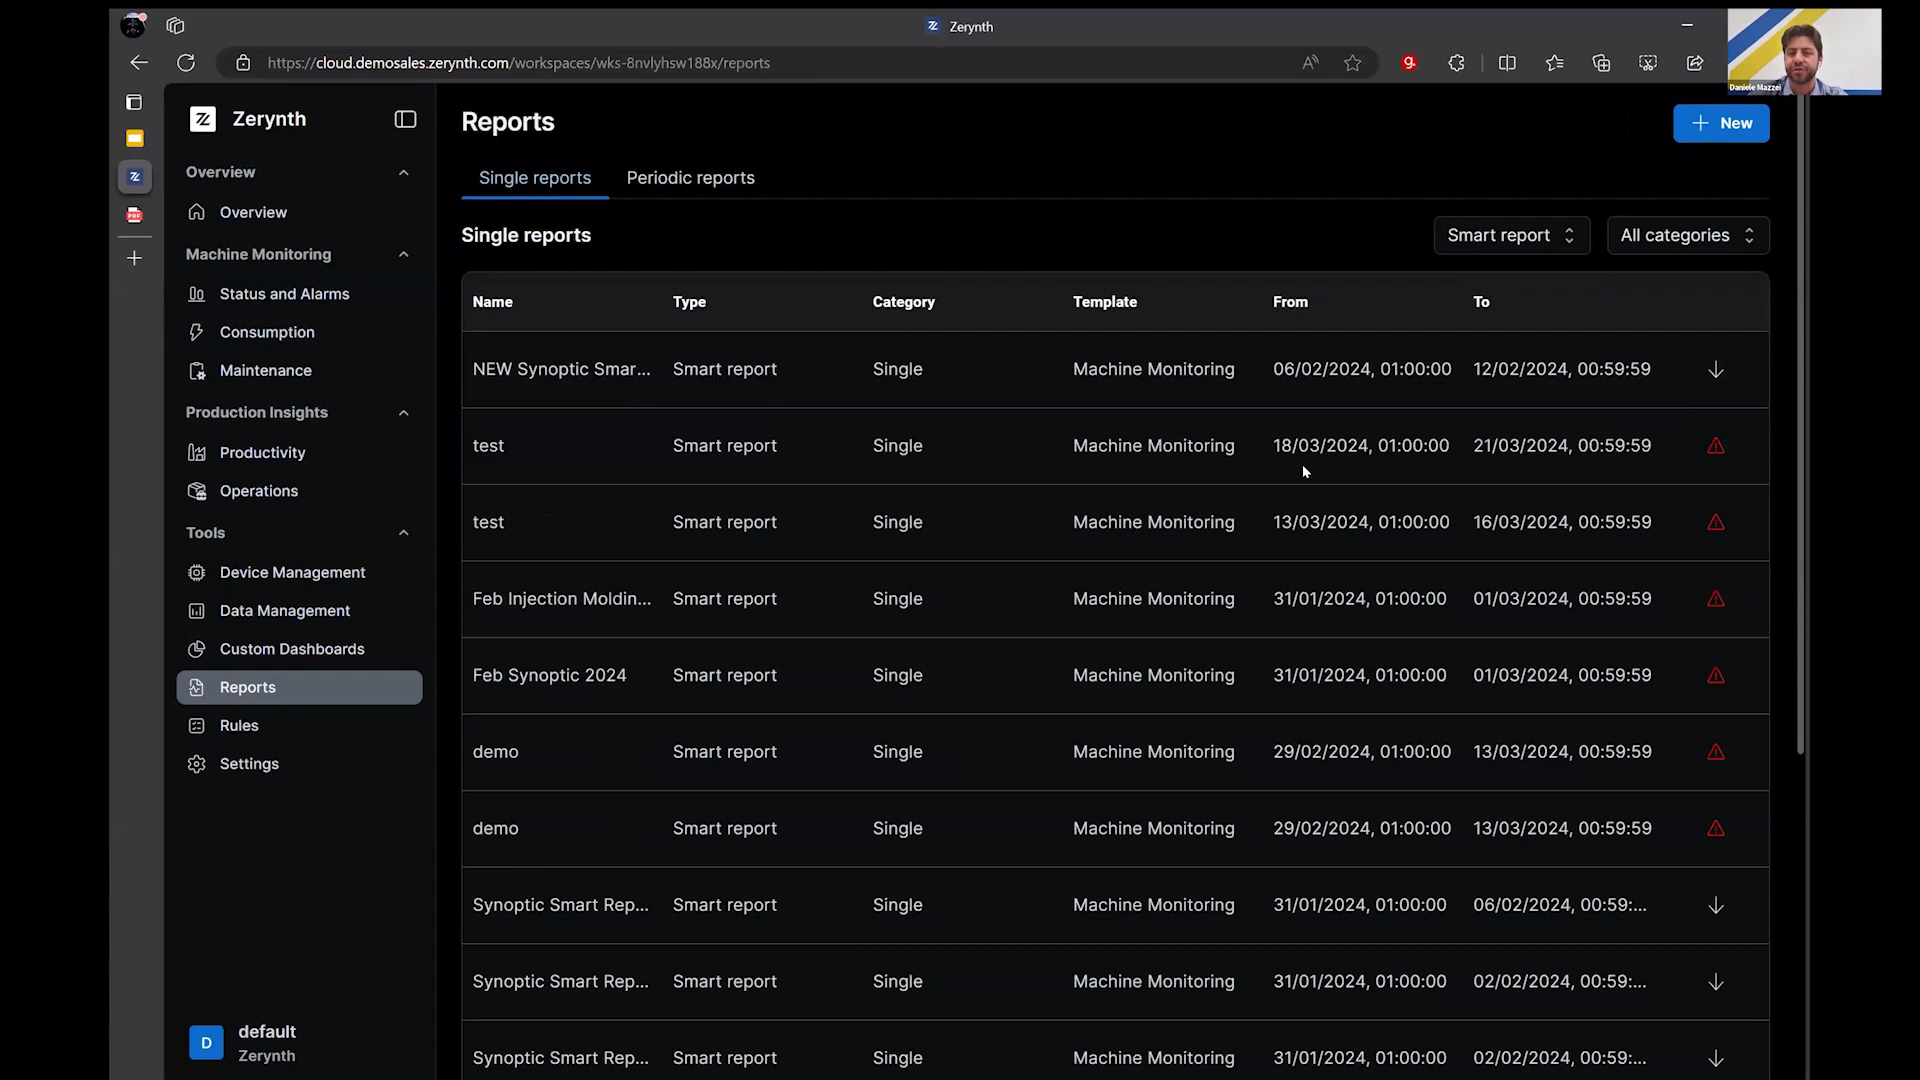 Zerynth
https://cloud.demosales.zerynth.com/workspaces/wks-8nvlyhsw188x/reports
Daniele Mazzei
Zerynth
Overview
Overview
Machine Monitoring
Status and Alarms
Consumption
Maintenance
Production Insights
Productivity
Operations
Tools
Device Management
Data Management
Custom Dashboards
Reports
Rules
Settings
D
default
Zerynth
Reports
New
Single reports Periodic reports
Single reports
Smart report All categories
Name Type Category Template From To
NEW Synoptic Smar... Smart report Single Machine Monitoring 06/02/2024, 01:00:00 12/02/2024, 00:59:59
test Smart report Single Machine Monitoring 18/03/2024, 01:00:00 21/03/2024, 00:59:59
test Smart report Single Machine Monitoring 13/03/2024, 01:00:00 16/03/2024, 00:59:59
Feb Injection Moldin... Smart report Single Machine Monitoring 31/01/2024, 01:00:00 01/03/2024, 00:59:59
Feb Synoptic 2024 Smart report Single Machine Monitoring 31/01/2024, 01:00:00 01/03/2024, 00:59:59
demo Smart report Single Machine Monitoring 29/02/2024, 01:00:00 13/03/2024, 00:59:59
demo Smart report Single Machine Monitoring 29/02/2024, 01:00:00 13/03/2024, 00:59:59
Synoptic Smart Rep... Smart report Single Machine Monitoring 31/01/2024, 01:00:00 06/02/2024, 00:59:...
Synoptic Smart Rep... Smart report Single Machine Monitoring 31/01/2024, 01:00:00 02/02/2024, 00:59:...
Synoptic Smart Rep... Smart report Single Machine Monitoring 31/01/2024, 01:00:00 02/02/2024, 00:59:...